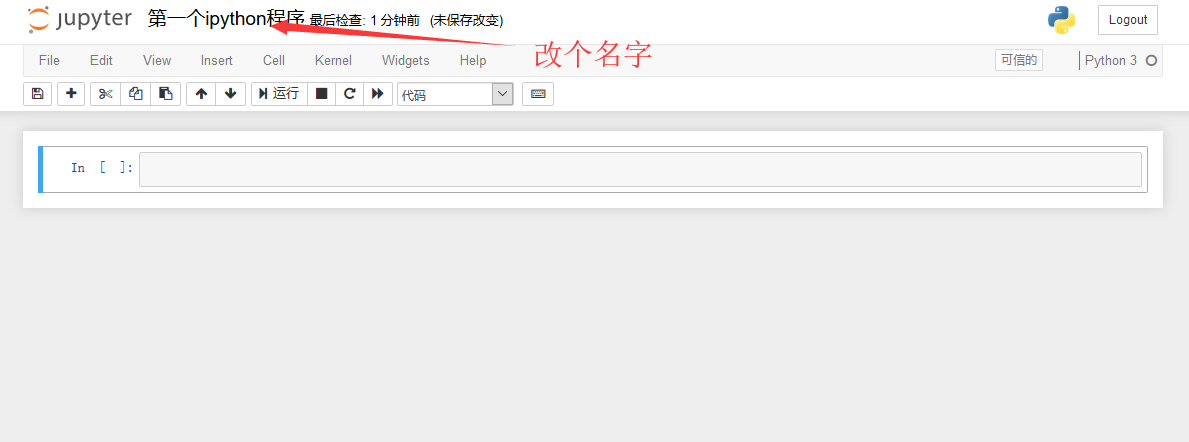 jupyter 第一个ipython程序 最后检查: 1 分钟前 (未保存改变) Logout
改个名字
File Edit View Insert Cell Kernel Widgets Help 可信的 Python 3
运行 代码
In [ ]: